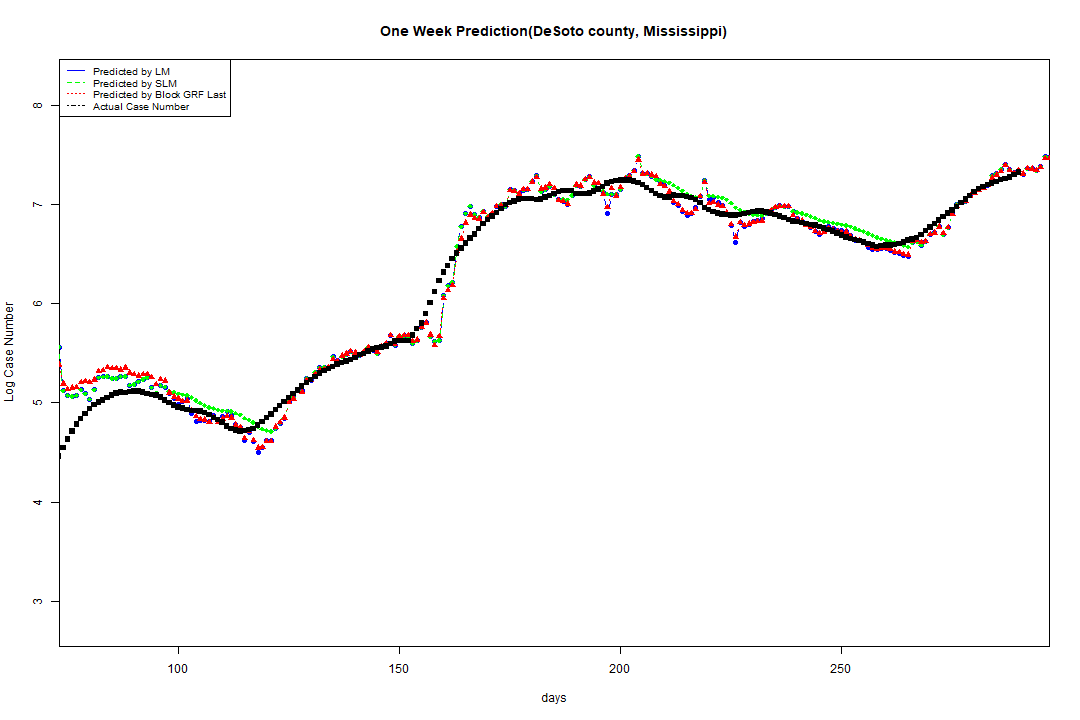 One Week Prediction(DeSoto county, Mississippi)
Predicted by LM
Predicted by SLM
Predicted by Block GRF Last
Actual Case Number
8
7
6
5
4
3
Log Case Number
100 150 200 250
days